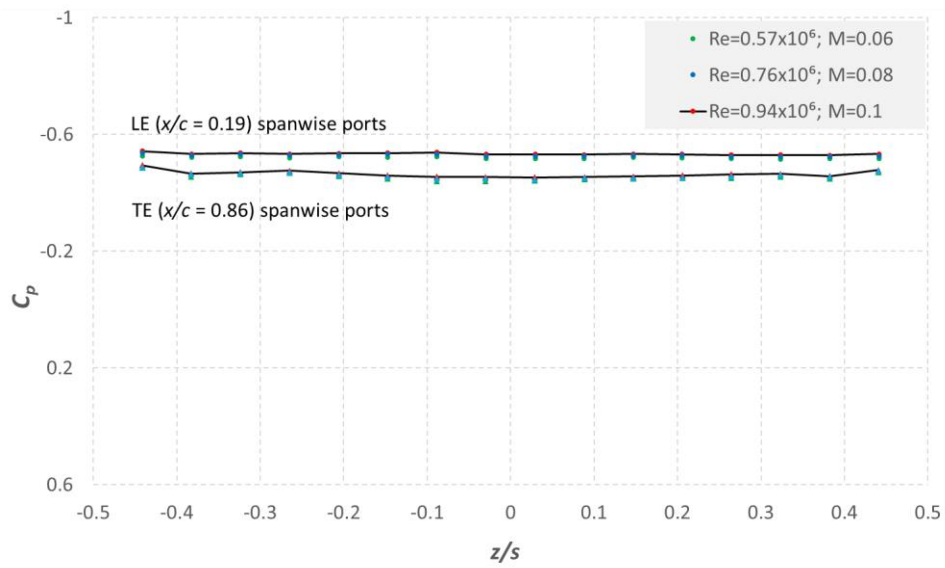 -1
Re=0.57x10⁶; M=0.06
Re=0.76x10⁶; M=0.08
Re=0.94x10⁶; M=0.1
-0.6
LE (x/c = 0.19) spanwise ports
TE (x/c = 0.86) spanwise ports
-0.2
Cp
0.2
0.6
-0.5 -0.4 -0.3 -0.2 -0.1 0 0.1 0.2 0.3 0.4 0.5
z/s